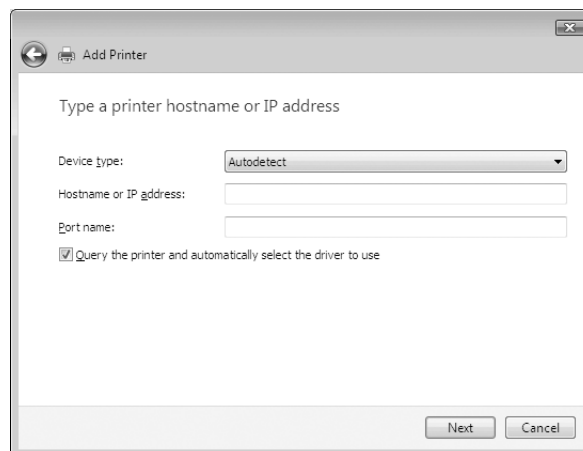 Add Printer
Type a printer hostname or IP address
Device type: Autodetect
Hostname or IP address:
Port name:
Query the printer and automatically select the driver to use
Next Cancel